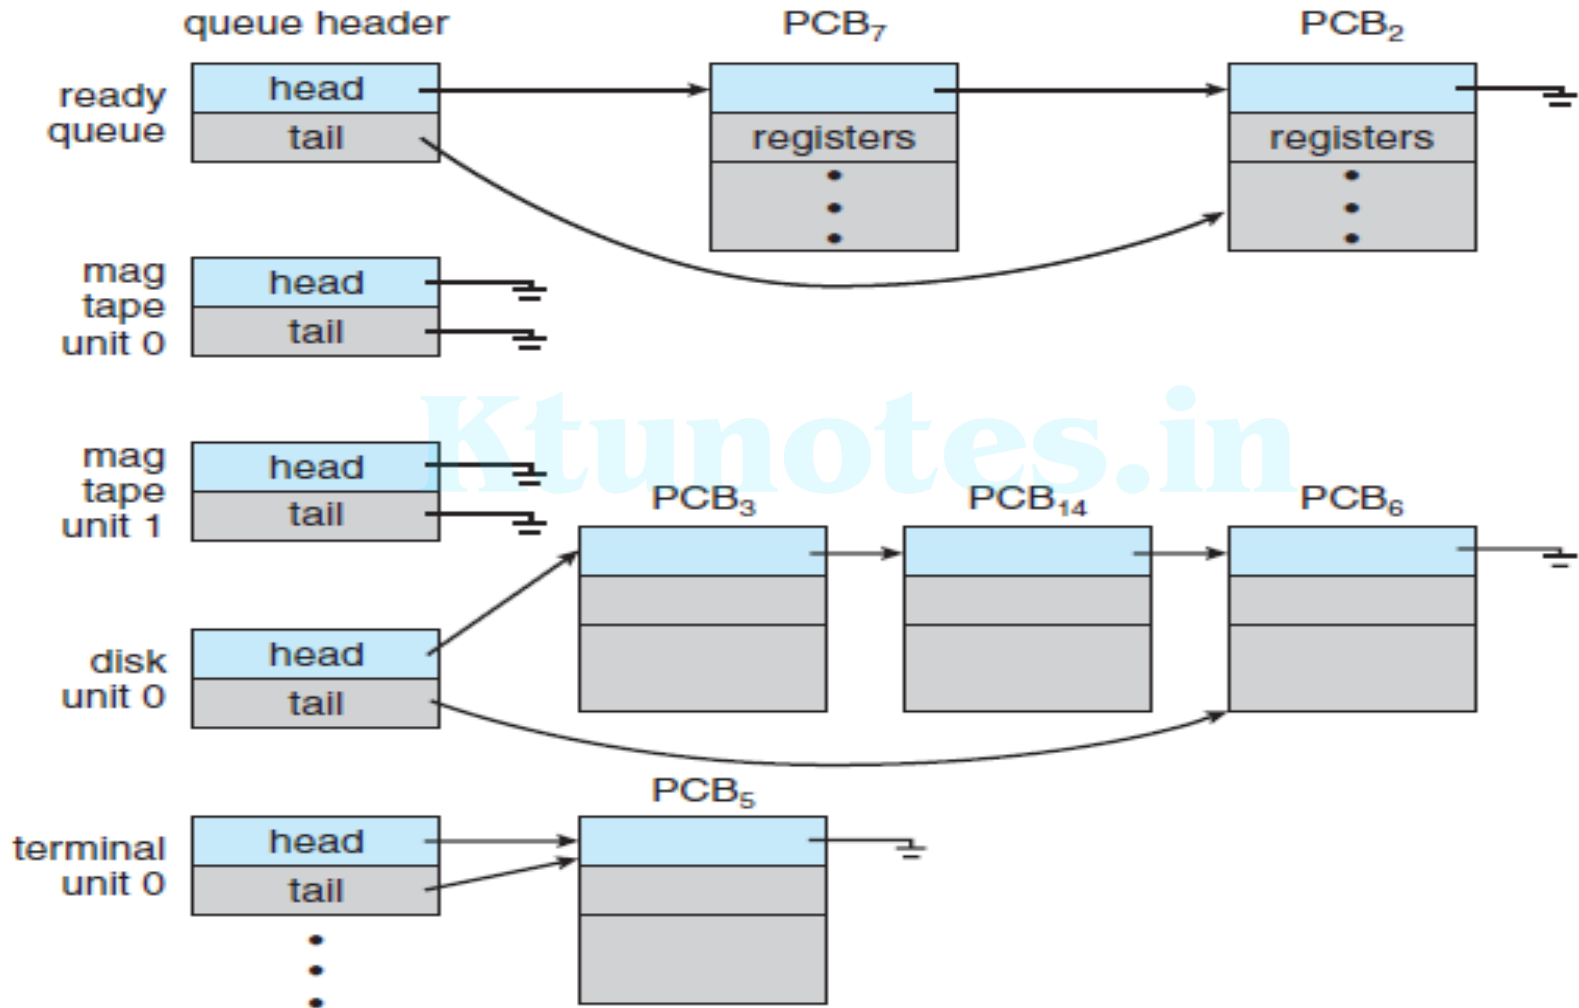 queue header
PCB₇
PCB₂
ready
queue
head
tail
registers
registers
mag
tape
unit 0
head
tail
Ktunotes.in
mag
tape
unit 1
head
tail
PCB₃
PCB₁₄
PCB₆
disk
unit 0
head
tail
PCB₅
terminal
unit 0
head
tail